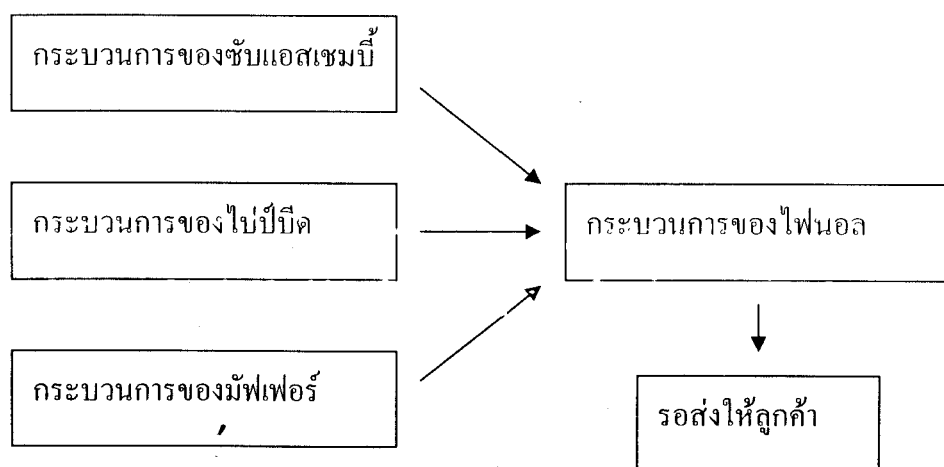 กระบวนการของซับแอสเซมบี้
กระบวนการของไบ่ป์บีด
กระบวนการของไฟนอล
กระบวนการของมัฟเฟอร์
รอส่งให้ลูกค้า